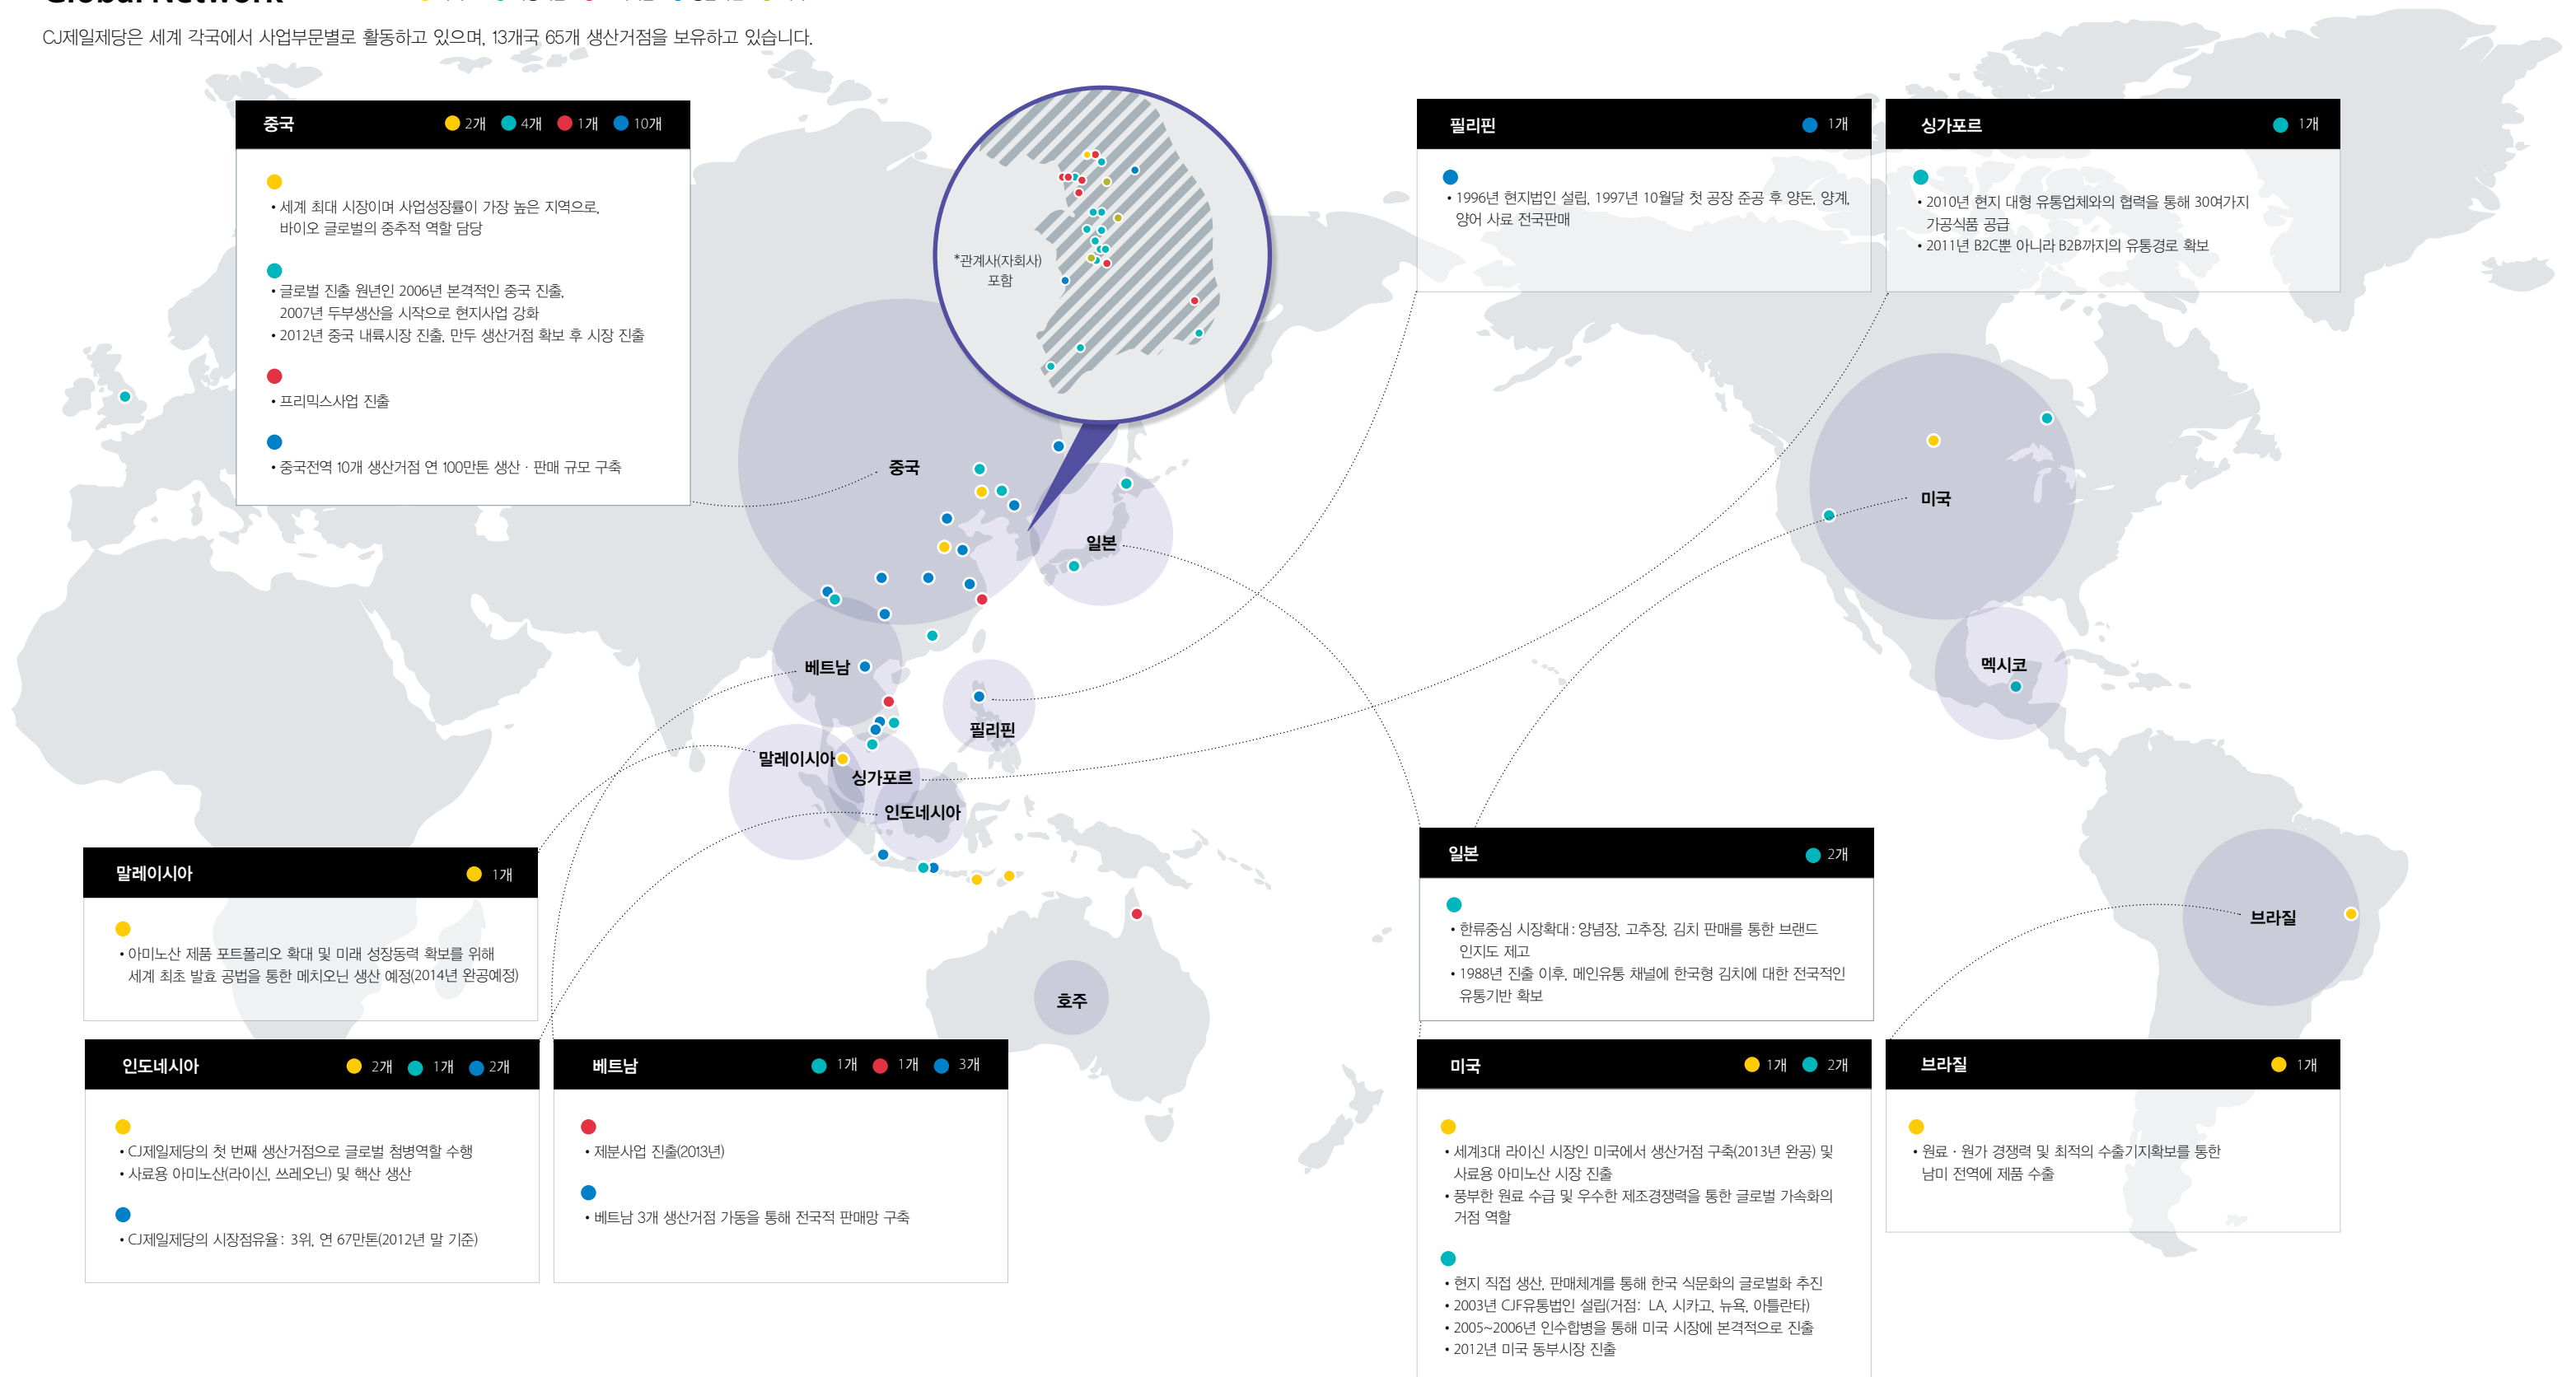 Global Network
CJ제일제당은 세계 각국에서 사업부문별로 활동하고 있으며, 13개국 65개 생산거점을 보유하고 있습니다.
중국 2개 4개 1개 10개
• 세계 최대 시장이며 사업성장률이 가장 높은 지역으로,
바이오 글로벌의 중추적 역할 담당
• 글로벌 진출 원년인 2006년 본격적인 중국 진출,
2007년 두부생산을 시작으로 현지사업 강화
• 2012년 중국 내륙시장 진출, 만두 생산거점 확보 후 시장 진출
• 프리믹스사업 진출
• 중국전역 10개 생산거점 연 100만톤 생산 · 판매 규모 구축
*관계사(자회사)
포함
필리핀 1개
• 1996년 현지법인 설립, 1997년 10월달 첫 공장 준공 후 양돈, 양계,
양어 사료 전국판매
싱가포르 1개
• 2010년 현지 대형 유통업체와의 협력을 통해 300여가지
가공식품 공급
• 2011년 B2C뿐 아니라 B2B까지의 유통경로 확보
중국
일본
미국
베트남
필리핀
멕시코
말레이시아
싱가포르
인도네시아
브라질
호주
말레이시아 1개
• 아미노산 제품 포트폴리오 확대 및 미래 성장동력 확보를 위해
세계 최초 발효 공법을 통한 메치오닌 생산 예정(2014년 완공예정)
일본 2개
• 한류중심 시장확대 : 양념장, 고추장, 김치 판매를 통한 브랜드
인지도 제고
• 1988년 진출 이후, 메인유통 채널에 한국형 김치에 대한 전국적인
유통기반 확보
인도네시아 2개 1개 2개
• CJ제일제당의 첫 번째 생산거점으로 글로벌 첨병역할 수행
• 사료용 아미노산(라이신, 쓰레오닌) 및 핵산 생산
• CJ제일제당의 시장점유율 : 3위, 연 67만톤(2012년 말 기준)
베트남 1개 1개 3개
• 제분사업 진출(2013년)
• 베트남 3개 생산거점 가동을 통해 전국적 판매망 구축
미국 1개 2개
• 세계3대 라이신 시장인 미국에서 생산거점 구축(2013년 완공) 및
사료용 아미노산 시장 진출
• 풍부한 원료 수급 및 우수한 제조경쟁력을 통한 글로벌 가속화의
거점 역할
• 현지 직접 생산, 판매체계를 통해 한국 식문화의 글로벌화 추진
• 2003년 CJF유통법인 설립(거점: LA, 시카고, 뉴욕, 아틀란타)
• 2005~2006년 인수합병을 통해 미국 시장에 본격적으로 진출
• 2012년 미국 동부시장 진출
브라질 1개
• 원료 · 원가 경쟁력 및 최적의 수출기지확보를 통한
남미 전역에 제품 수출